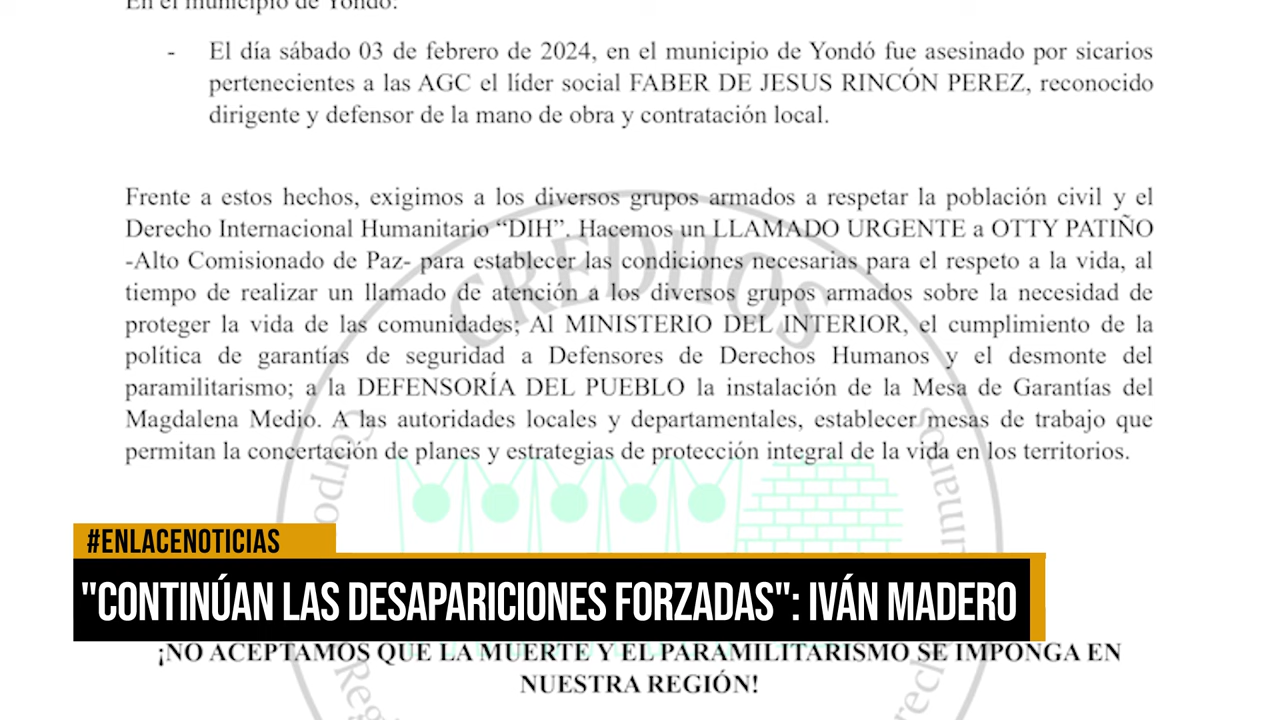 En el municipio de Yondó:
- El día sábado 03 de febrero de 2024, en el municipio de Yondó fue asesinado por sicarios
pertenecientes a las AGC el líder social FABER DE JESUS RINCÓN PEREZ, reconocido
dirigente y defensor de la mano de obra y contratación local.
Frente a estos hechos, exigimos a los diversos grupos armados a respetar la población civil y el
Derecho Internacional Humanitario “DIH”. Hacemos un LLAMADO URGENTE a OTTY PATIÑO
-Alto Comisionado de Paz- para establecer las condiciones necesarias para el respeto a la vida, al
tiempo de realizar un llamado de atención a los diversos grupos armados sobre la necesidad de
proteger la vida de las comunidades; Al MINISTERIO DEL INTERIOR, el cumplimiento de la
política de garantías de seguridad a Defensores de Derechos Humanos y el desmonte del
paramilitarismo; a la DEFENSORÍA DEL PUEBLO la instalación de la Mesa de Garantías del
Magdalena Medio. A las autoridades locales y departamentales, establecer mesas de trabajo que
permitan la concertación de planes y estrategias de protección integral de la vida en los territorios.
CREDHOS
#ENLACENOTICIAS
"CONTINÚAN LAS DESAPARICIONES FORZADAS": IVÁN MADERO
¡NO ACEPTAMOS QUE LA MUERTE Y EL PARAMILITARISMO SE IMPONGA EN
NUESTRA REGIÓN!